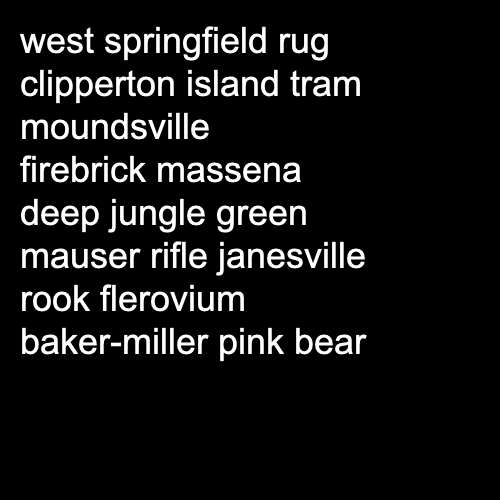 west springfield rug
clipperton island tram
moundsville
firebrick massena
deep jungle green
mauser rifle janesville
rook flerovium
baker-miller pink bear